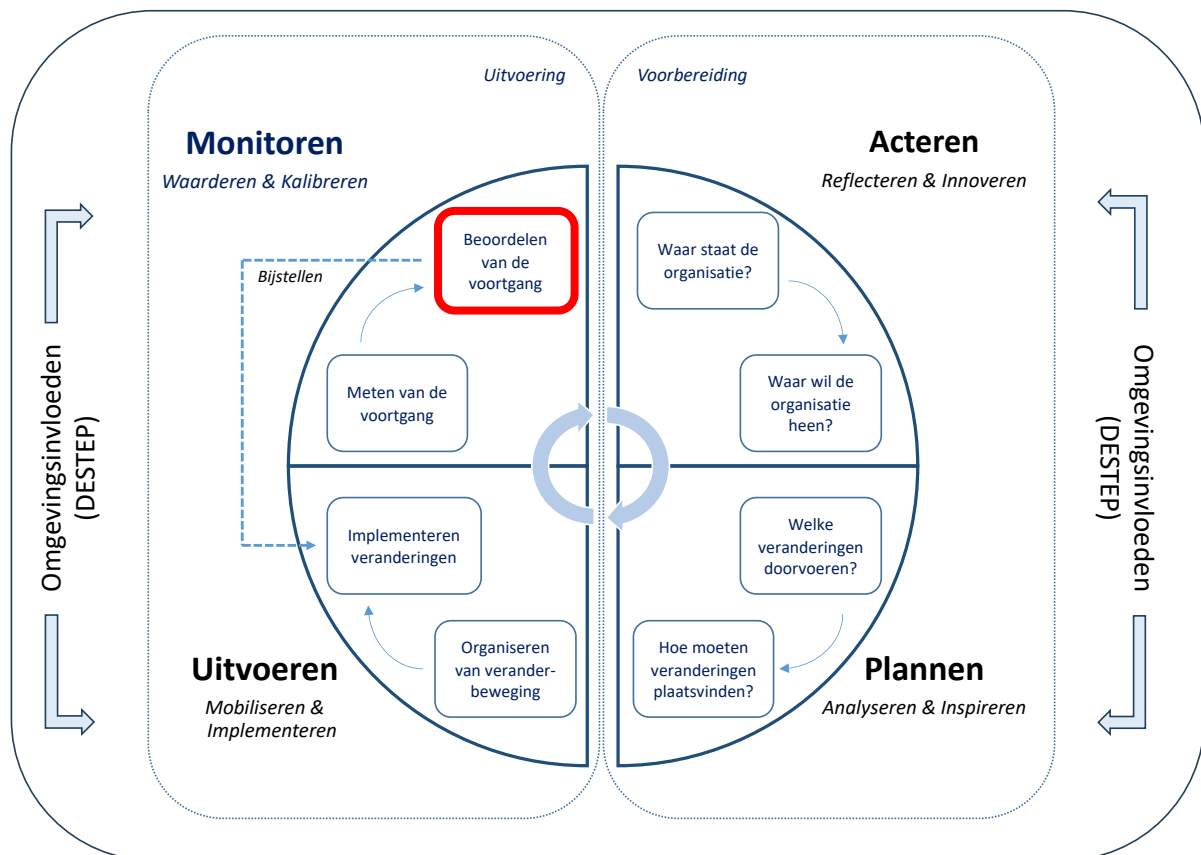 Uitvoering
Voorbereiding
Monitoren
Waarderen & Kalibreren
Acteren
Reflecteren & Innoveren
Beoordelen
van de
voortgang
Waar staat de
organisatie?
Bijstellen
Meten van de
voortgang
Waar wil de
organisatie
heen?
Omgevingsinvloeden
(DESTEP)
Omgevingsinvloeden
(DESTEP)
Implementeren
veranderingen
Welke
veranderingen
doorvoeren?
Organiseren
van verander-
beweging
Hoe moeten
veranderingen
plaatsvinden?
Uitvoeren
Mobiliseren &
Implementeren
Plannen
Analyseren & Inspireren